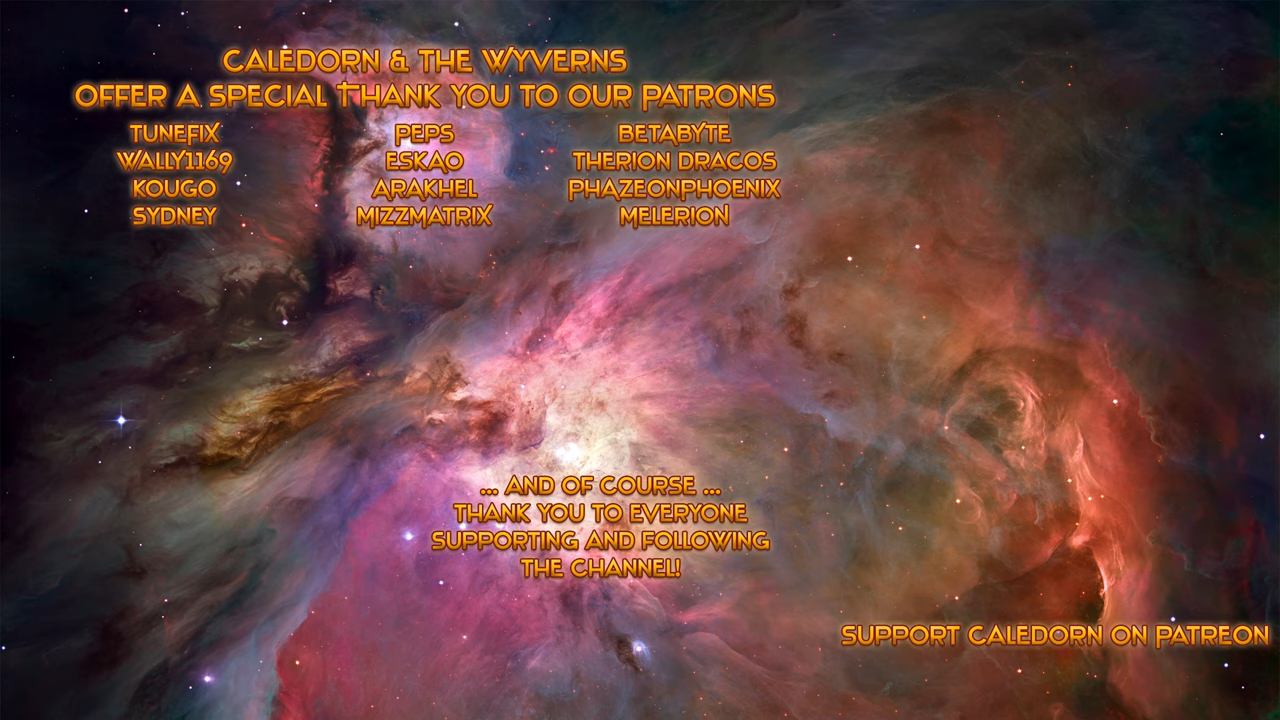 CALEDORN & THE WYVERNS
OFFER A SPECIAL THANK YOU TO OUR PATRONS
TUNEFIX PEPS BETABYTE
WALLY1169 ESKAO THERION DRACOS
KOUGO ARAKHEL PHAZEONPHOENIX
SYDNEY MIZZMATRIX MELERION
... AND OF COURSE ...
THANK YOU TO EVERYONE
SUPPORTING AND FOLLOWING
THE CHANNEL!
SUPPORT CALEDORN ON PATREON